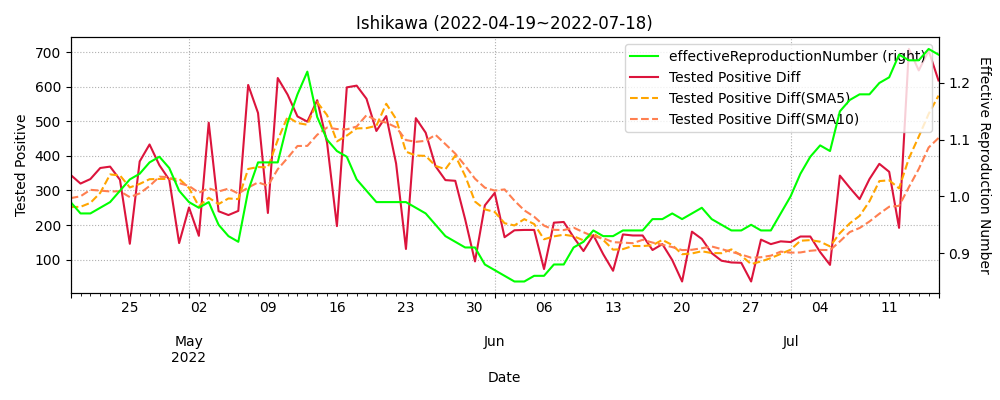 Ishikawa (2022-04-19~2022-07-18)
effectiveReproductionNumber (right)
Tested Positive Diff
Tested Positive Diff(SMA5)
Tested Positive Diff(SMA10)
Tested Positive
700
600
500
400
300
200
100
Effective Reproduction Number
1.2
1.1
1.0
0.9
25 02 09 16 23 30 06 13 20 27 04 11
May Jun Jul
2022
Date